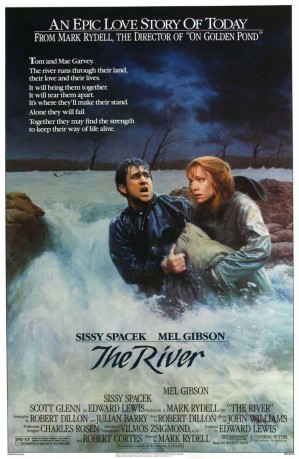 AN EPIC LOVE STORY OF TODAY
FROM MARK RYDELL, THE DIRECTOR OF "ON GOLDEN POND"
Tom and Mae Garvey.
The river runs through their land,
their love and their lives.
It will bring them together.
It will tear them apart.
It's where they'll make their stand.
Alone they will fail.
Together they may find the strength
to keep their way of life alive.
SISSY SPACEK MEL GIBSON
The River
SISSY SPACEK MEL GIBSON
SCOTT GLENN EDWARD LEWIS MARK RYDELL "THE RIVER"
ROBERT DILLON AND JULIAN BARRY ROBERT DILLON JOHN WILLIAMS
CHARLES ROSEN VILMOS ZSIGMOND EDWARD LEWIS
AND ROBERT CORTES MARK RYDELL A UNIVERSAL PICTURE